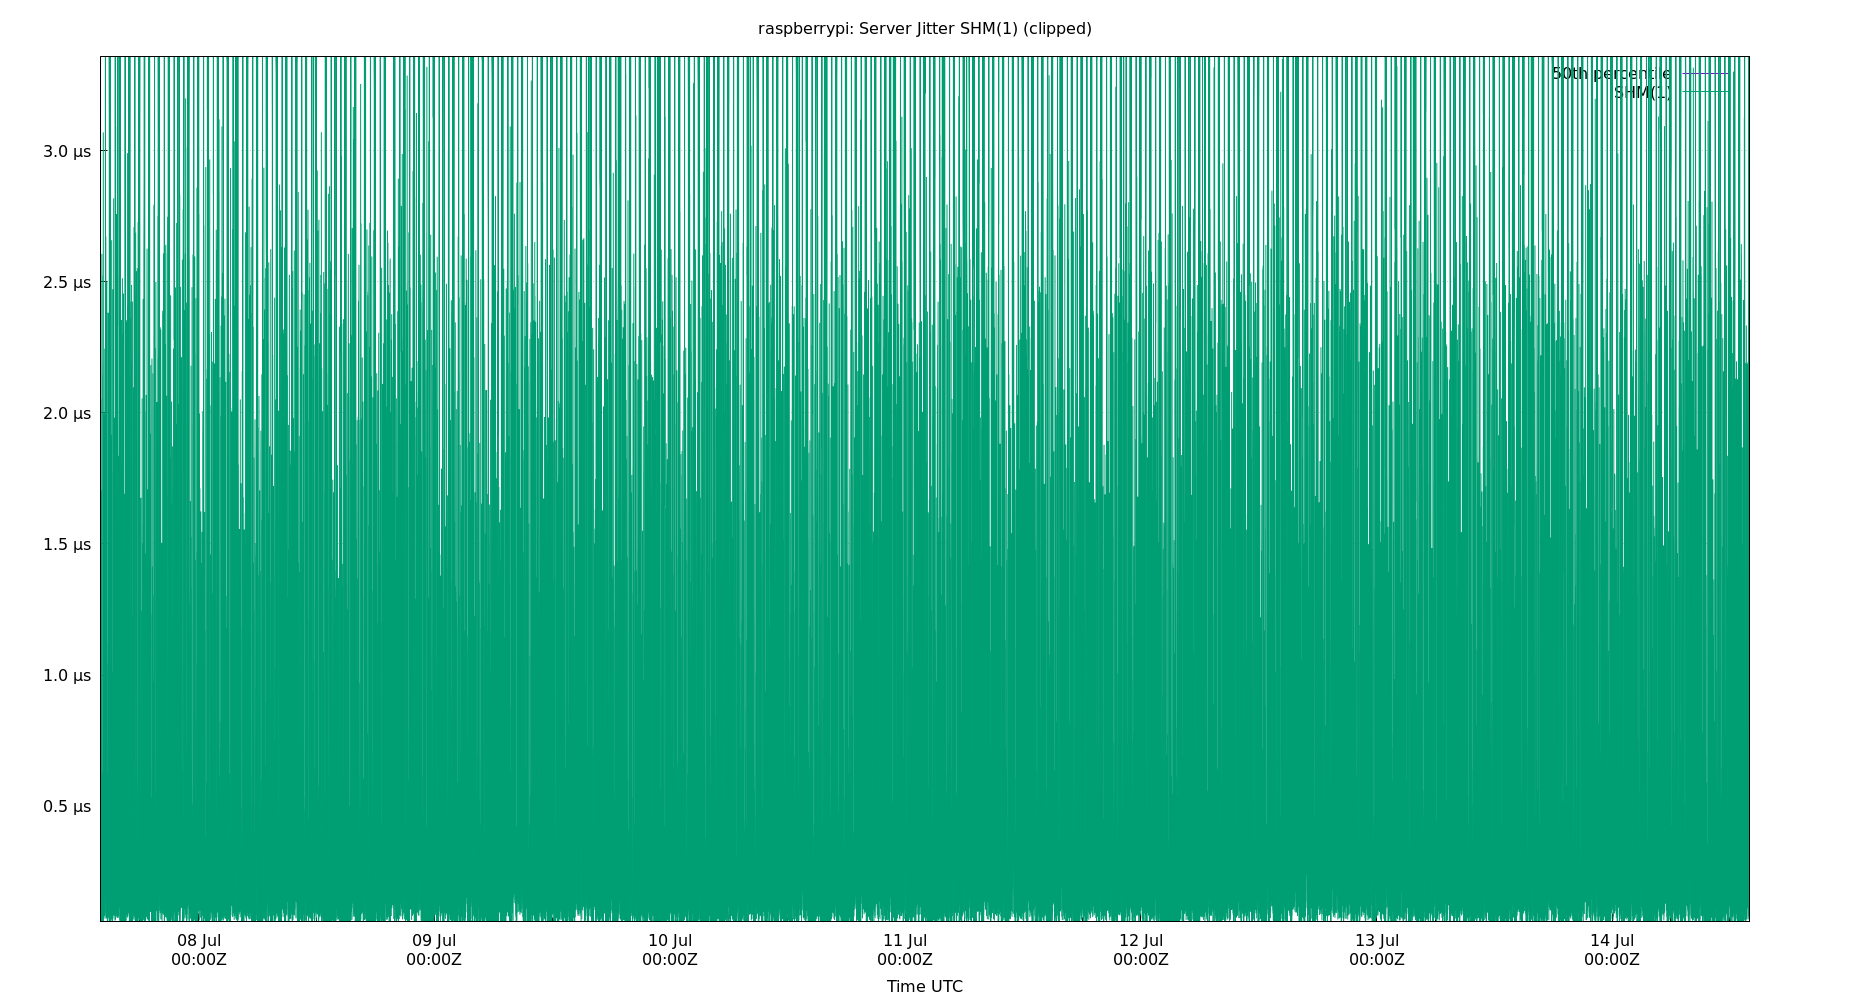 raspberrypi: Server Jitter SHM(1) (clipped)
50th percentile
SHM(1)
3.0 µs
2.5 µs
2.0 µs
1.5 µs
1.0 µs
0.5 µs
08 Jul 09 Jul 10 Jul 11 Jul 12 Jul 13 Jul 14 Jul
00:00Z 00:00Z 00:00Z 00:00Z 00:00Z 00:00Z 00:00Z
Time UTC